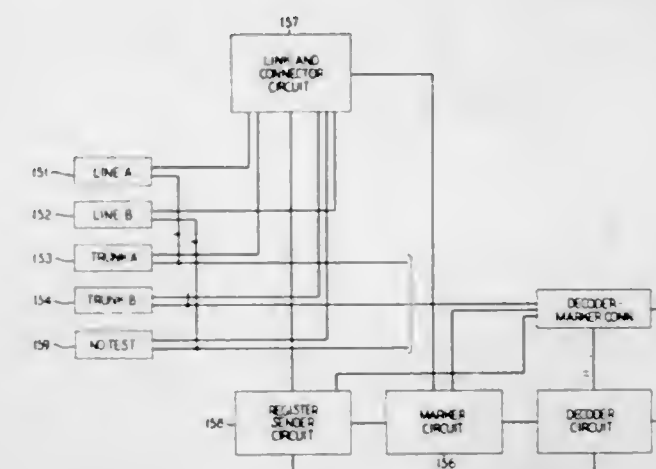 157
LINK AND
CONNECTOR
CIRCUIT
151
LINE A
152
LINE B
153
TRUNK A
154
TRUNK B
159
NO TEST
DECODER-
MARKER CONN.
158
REGISTER
SENDER
CIRCUIT
MARKER
CIRCUIT
156
DECODER
CIRCUIT